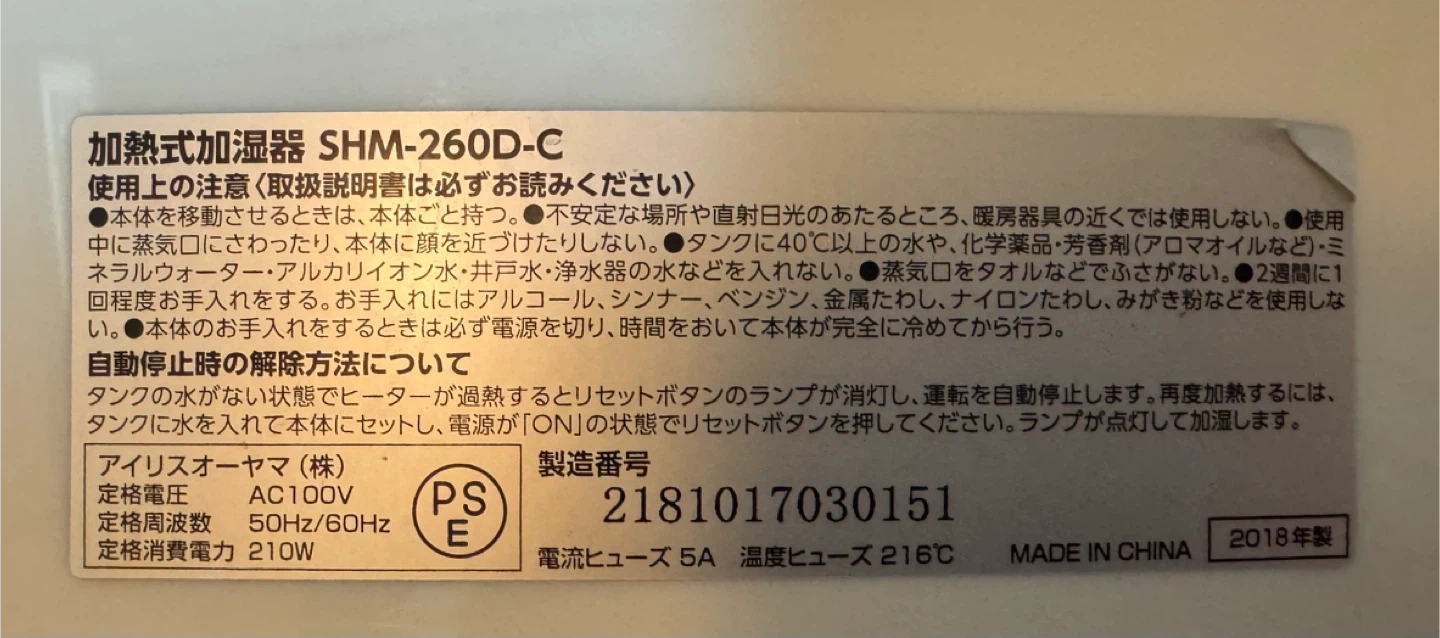 加熱式加湿器 SHM-260D-C
使用上の注意〈取扱説明書は必ずお読みください〉
●本体を移動させるときは、本体ごと持つ。●不安定な場所や直射日光のあたるところ、暖房器具の近くでは使用しない。●使用
中に蒸気口にさわったり、本体に顔を近づけたりしない。●タンクに40℃以上の水や、化学薬品・芳香剤(アロマオイルなど)・ミ
ネラルウォーター・アルカリイオン水・井戸水・浄水器の水などを入れない。●蒸気口をタオルなどでふさがない。●2週間に1
回程度お手入れをする。お手入れにはアルコール、シンナー、ベンジン、金属たわし、ナイロンたわし、みがき粉などを使用しな
い。●本体のお手入れをするときは必ず電源を切り、時間をおいて本体が完全に冷めてから行う。
自動停止時の解除方法について
タンクの水がない状態でヒーターが過熱するとリセットボタンのランプが消灯し、運転を自動停止します。再度加熱するには、
タンクに水を入れて本体にセットし、電源が「ON」の状態でリセットボタンを押してください。ランプが点灯して加湿します。
アイリスオーヤマ(株)
定格電圧 AC100V
定格周波数 50Hz/60Hz
定格消費電力 210W
PS
E
製造番号
2181017030151
電流ヒューズ 5A 温度ヒューズ 216℃
MADE IN CHINA
2018年製